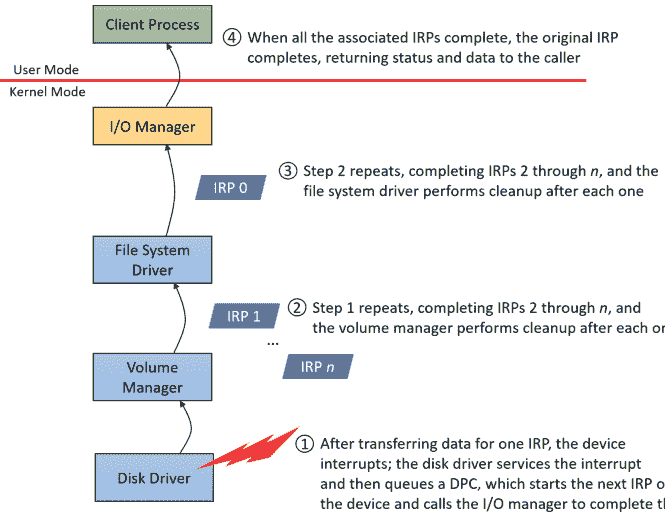 Client Process
④ When all the associated IRPs complete, the original IRP
completes, returning status and data to the caller
User Mode
Kernel Mode
I/O Manager
③ Step 2 repeats, completing IRPs 2 through n, and the
file system driver performs cleanup after each one
IRP 0
File System
Driver
② Step 1 repeats, completing IRPs 2 through n, and
the volume manager performs cleanup after each
IRP 1
...
IRP n
Volume
Manager
① After transferring data for one IRP, the device
interrupts; the disk driver services the interrupt
and then queues a DPC, which starts the next IRP
the device and calls the I/O manager to complete
Disk Driver